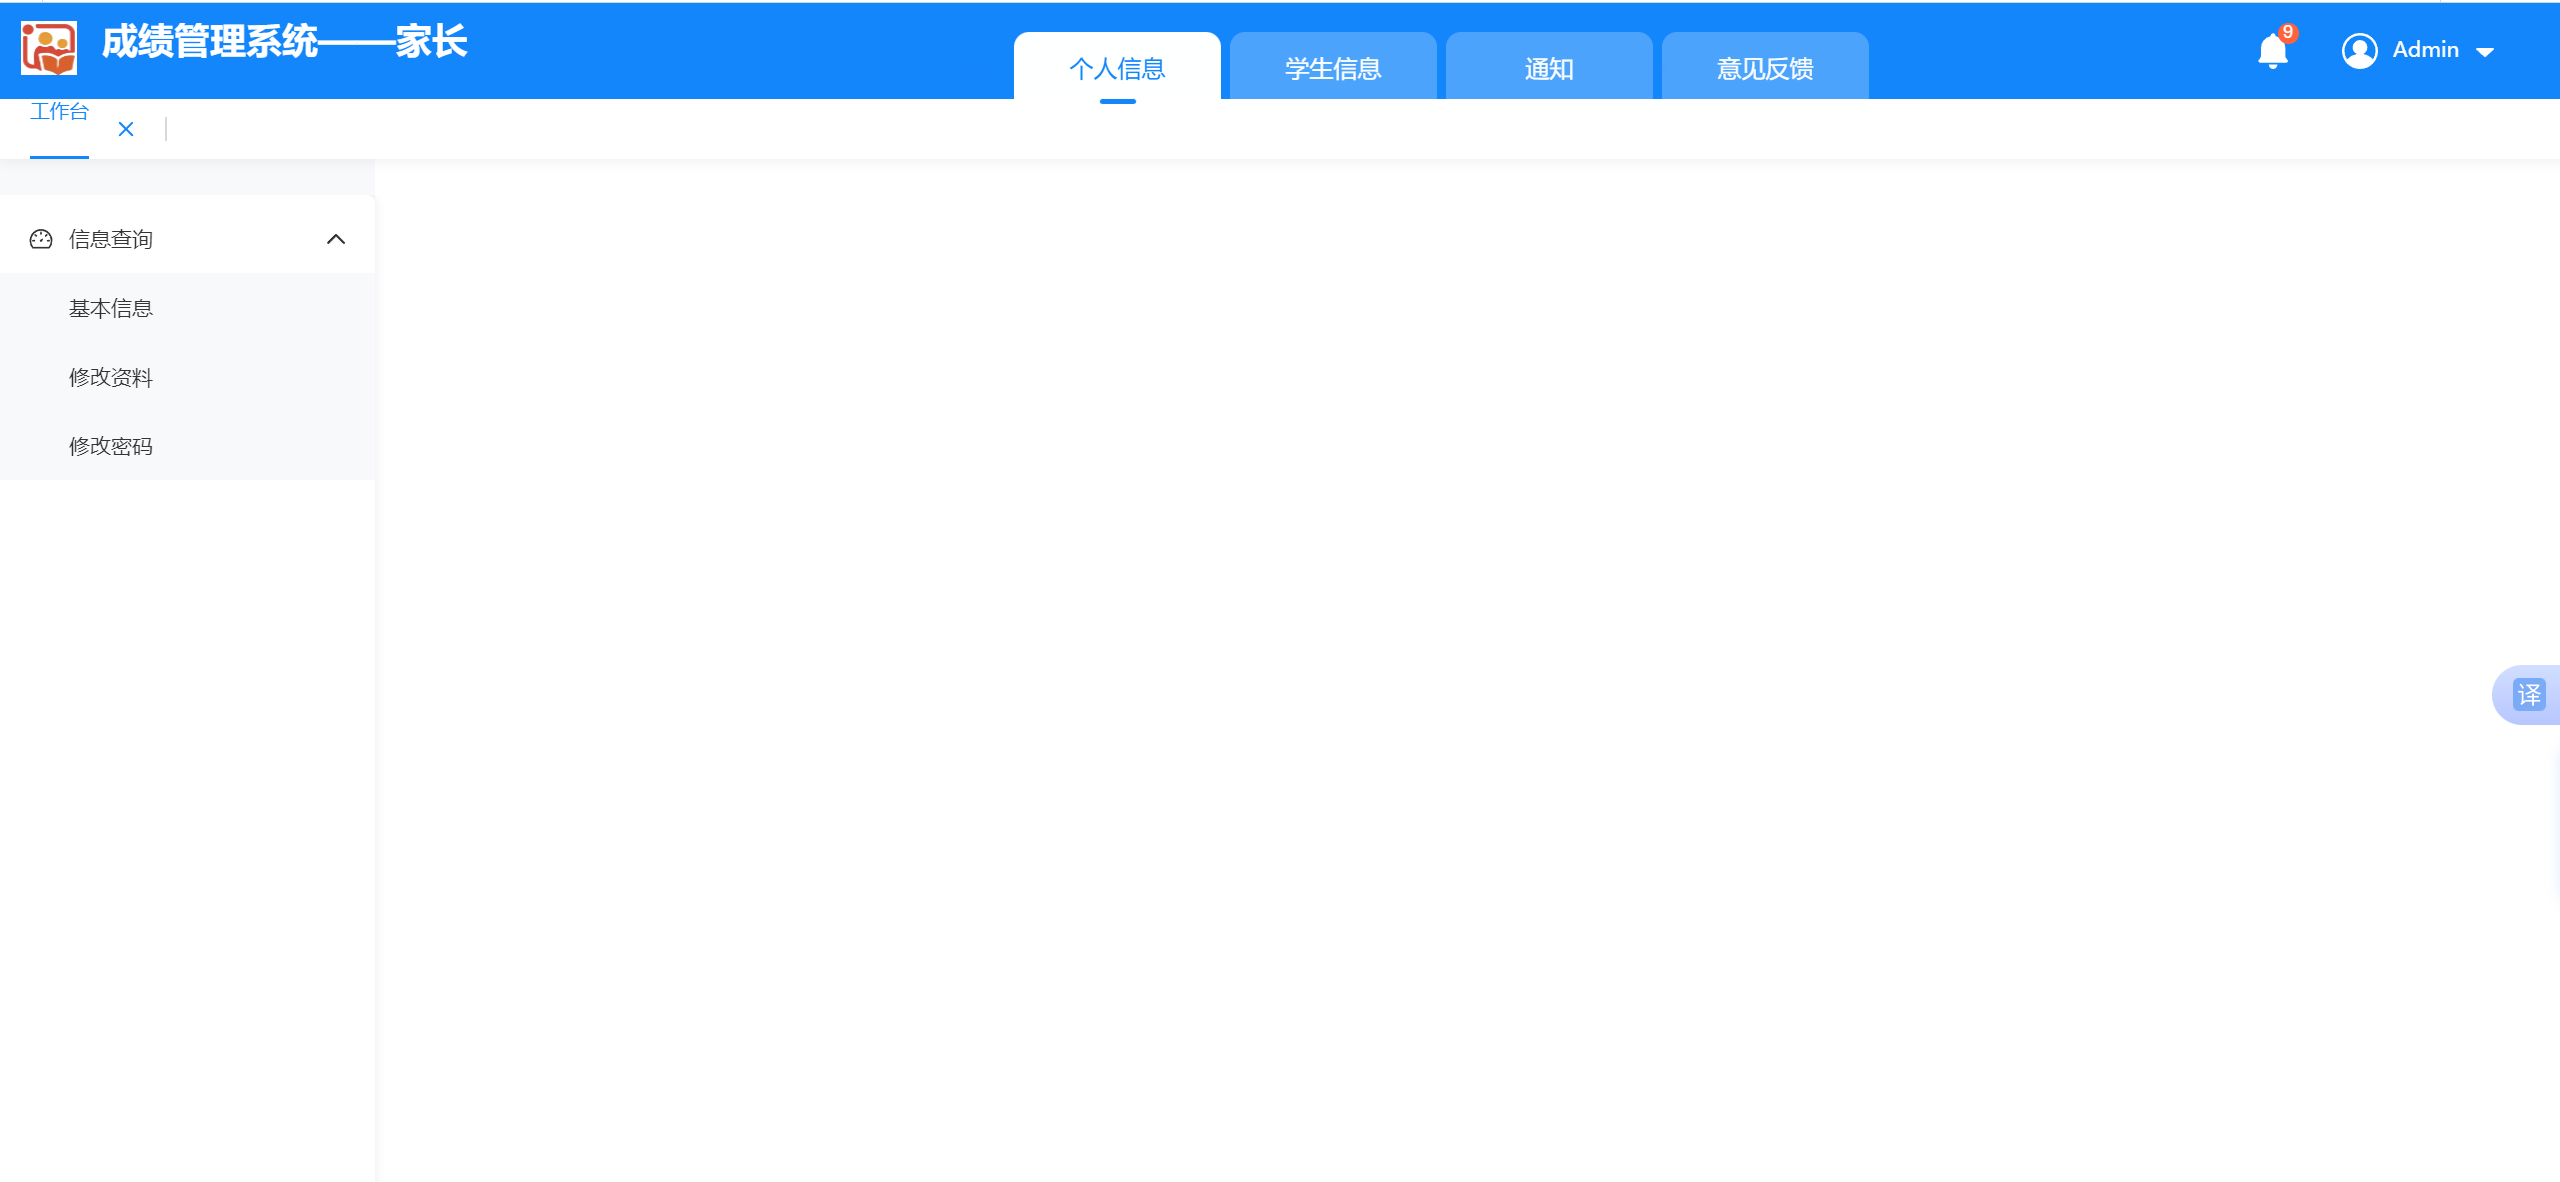 成绩管理系统——家长
个人信息
学生信息
通知
意见反馈
9
Admin
工作台
信息查询
基本信息
修改资料
修改密码
译